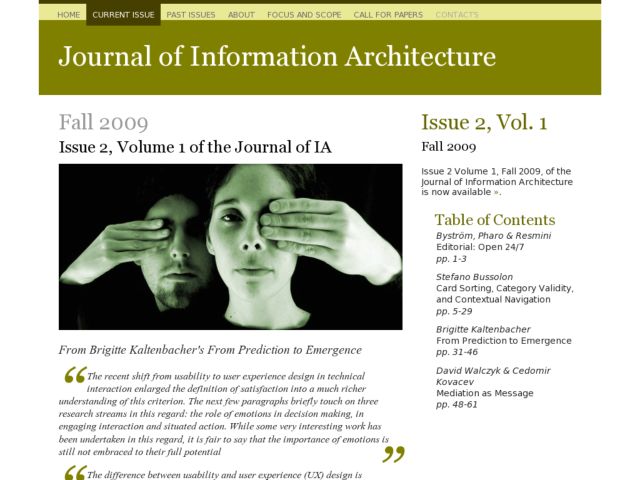 HOME CURRENT ISSUE PAST ISSUES ABOUT FOCUS AND SCOPE CALL FOR PAPERS CONTACTS
Journal of Information Architecture
Fall 2009
Issue 2, Volume 1 of the Journal of IA
From Brigitte Kaltenbacher's From Prediction to Emergence
“The recent shift from usability to user experience design in technical
interaction enlarged the definition of satisfaction into a much richer
understanding of this criterion. The next few paragraphs briefly touch on three
research streams in this regard: the role of emotions in decision making, in
engaging interaction and situated action. While some very interesting work has
been undertaken in this regard, it is fair to say that the importance of emotions is
still not embraced to their full potential ”
“The difference between usability and user experience (UX) design is
Issue 2, Vol. 1
Fall 2009
Issue 2 Volume 1, Fall 2009, of the
Journal of Information Architecture
is now available ».
Table of Contents
Byström, Pharo & Resmini
Editorial: Open 24/7
pp. 1-3
Stefano Bussolon
Card Sorting, Category Validity,
and Contextual Navigation
pp. 5-29
Brigitte Kaltenbacher
From Prediction to Emergence
pp. 31-46
David Walczyk & Cedomir
Kovacev
Mediation as Message
pp. 48-61